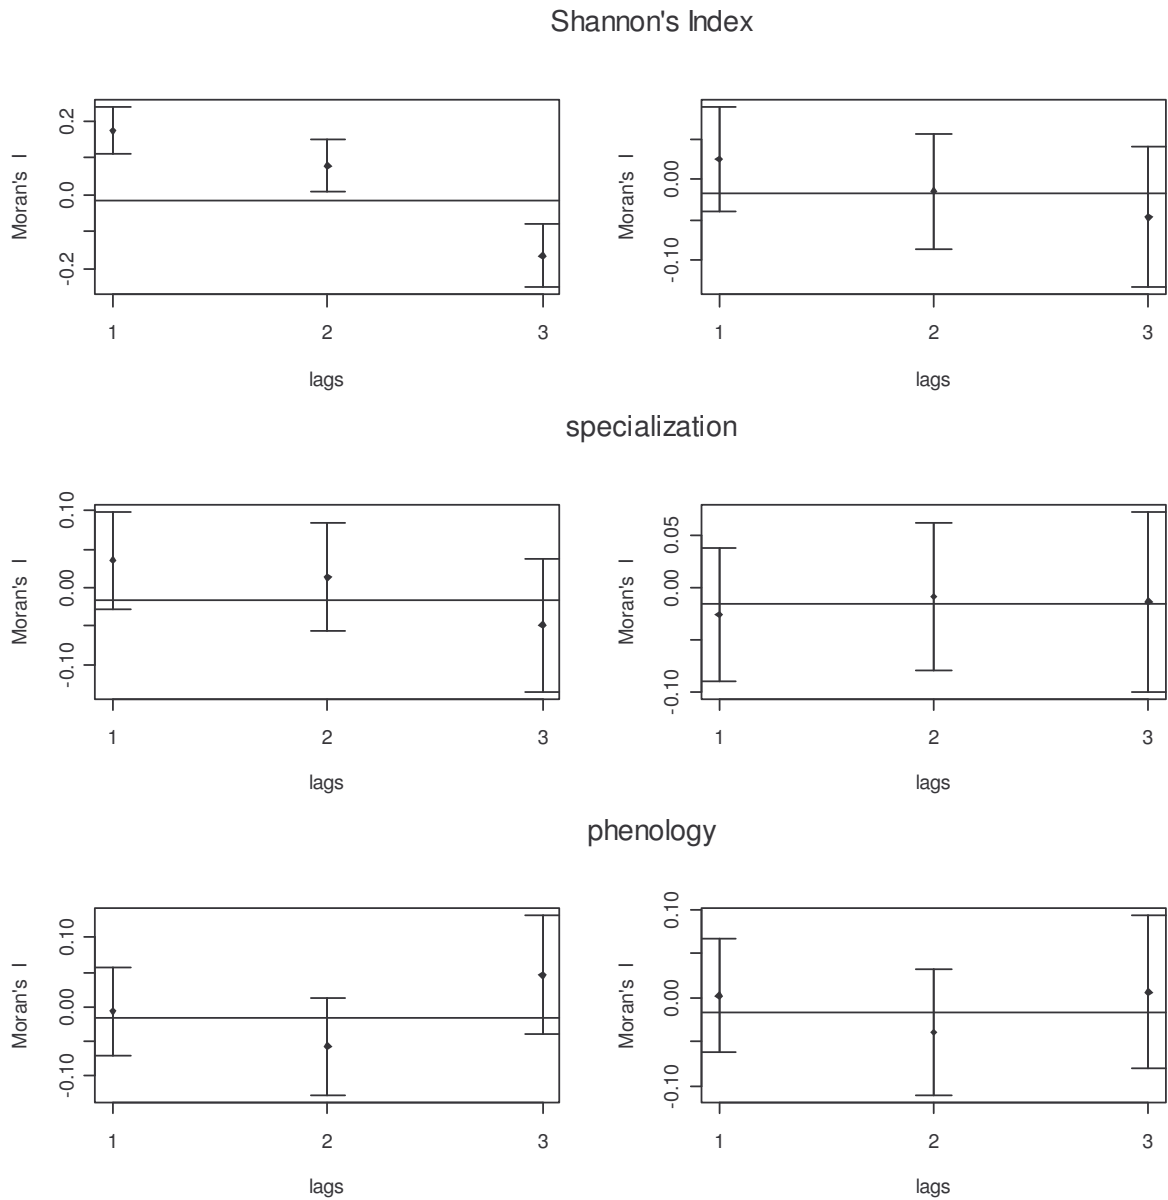 Shannon's Index
Moran's I
0.2
0.0
-0.2
1 2 3
lags
Moran's I
0.00
-0.10
1 2 3
lags
specialization
Moran's I
0.10
0.00
-0.10
1 2 3
lags
Moran's I
0.05
0.00
-0.10
1 2 3
lags
phenology
Moran's I
0.10
0.00
-0.10
1 2 3
lags
Moran's I
0.10
0.00
-0.10
1 2 3
lags